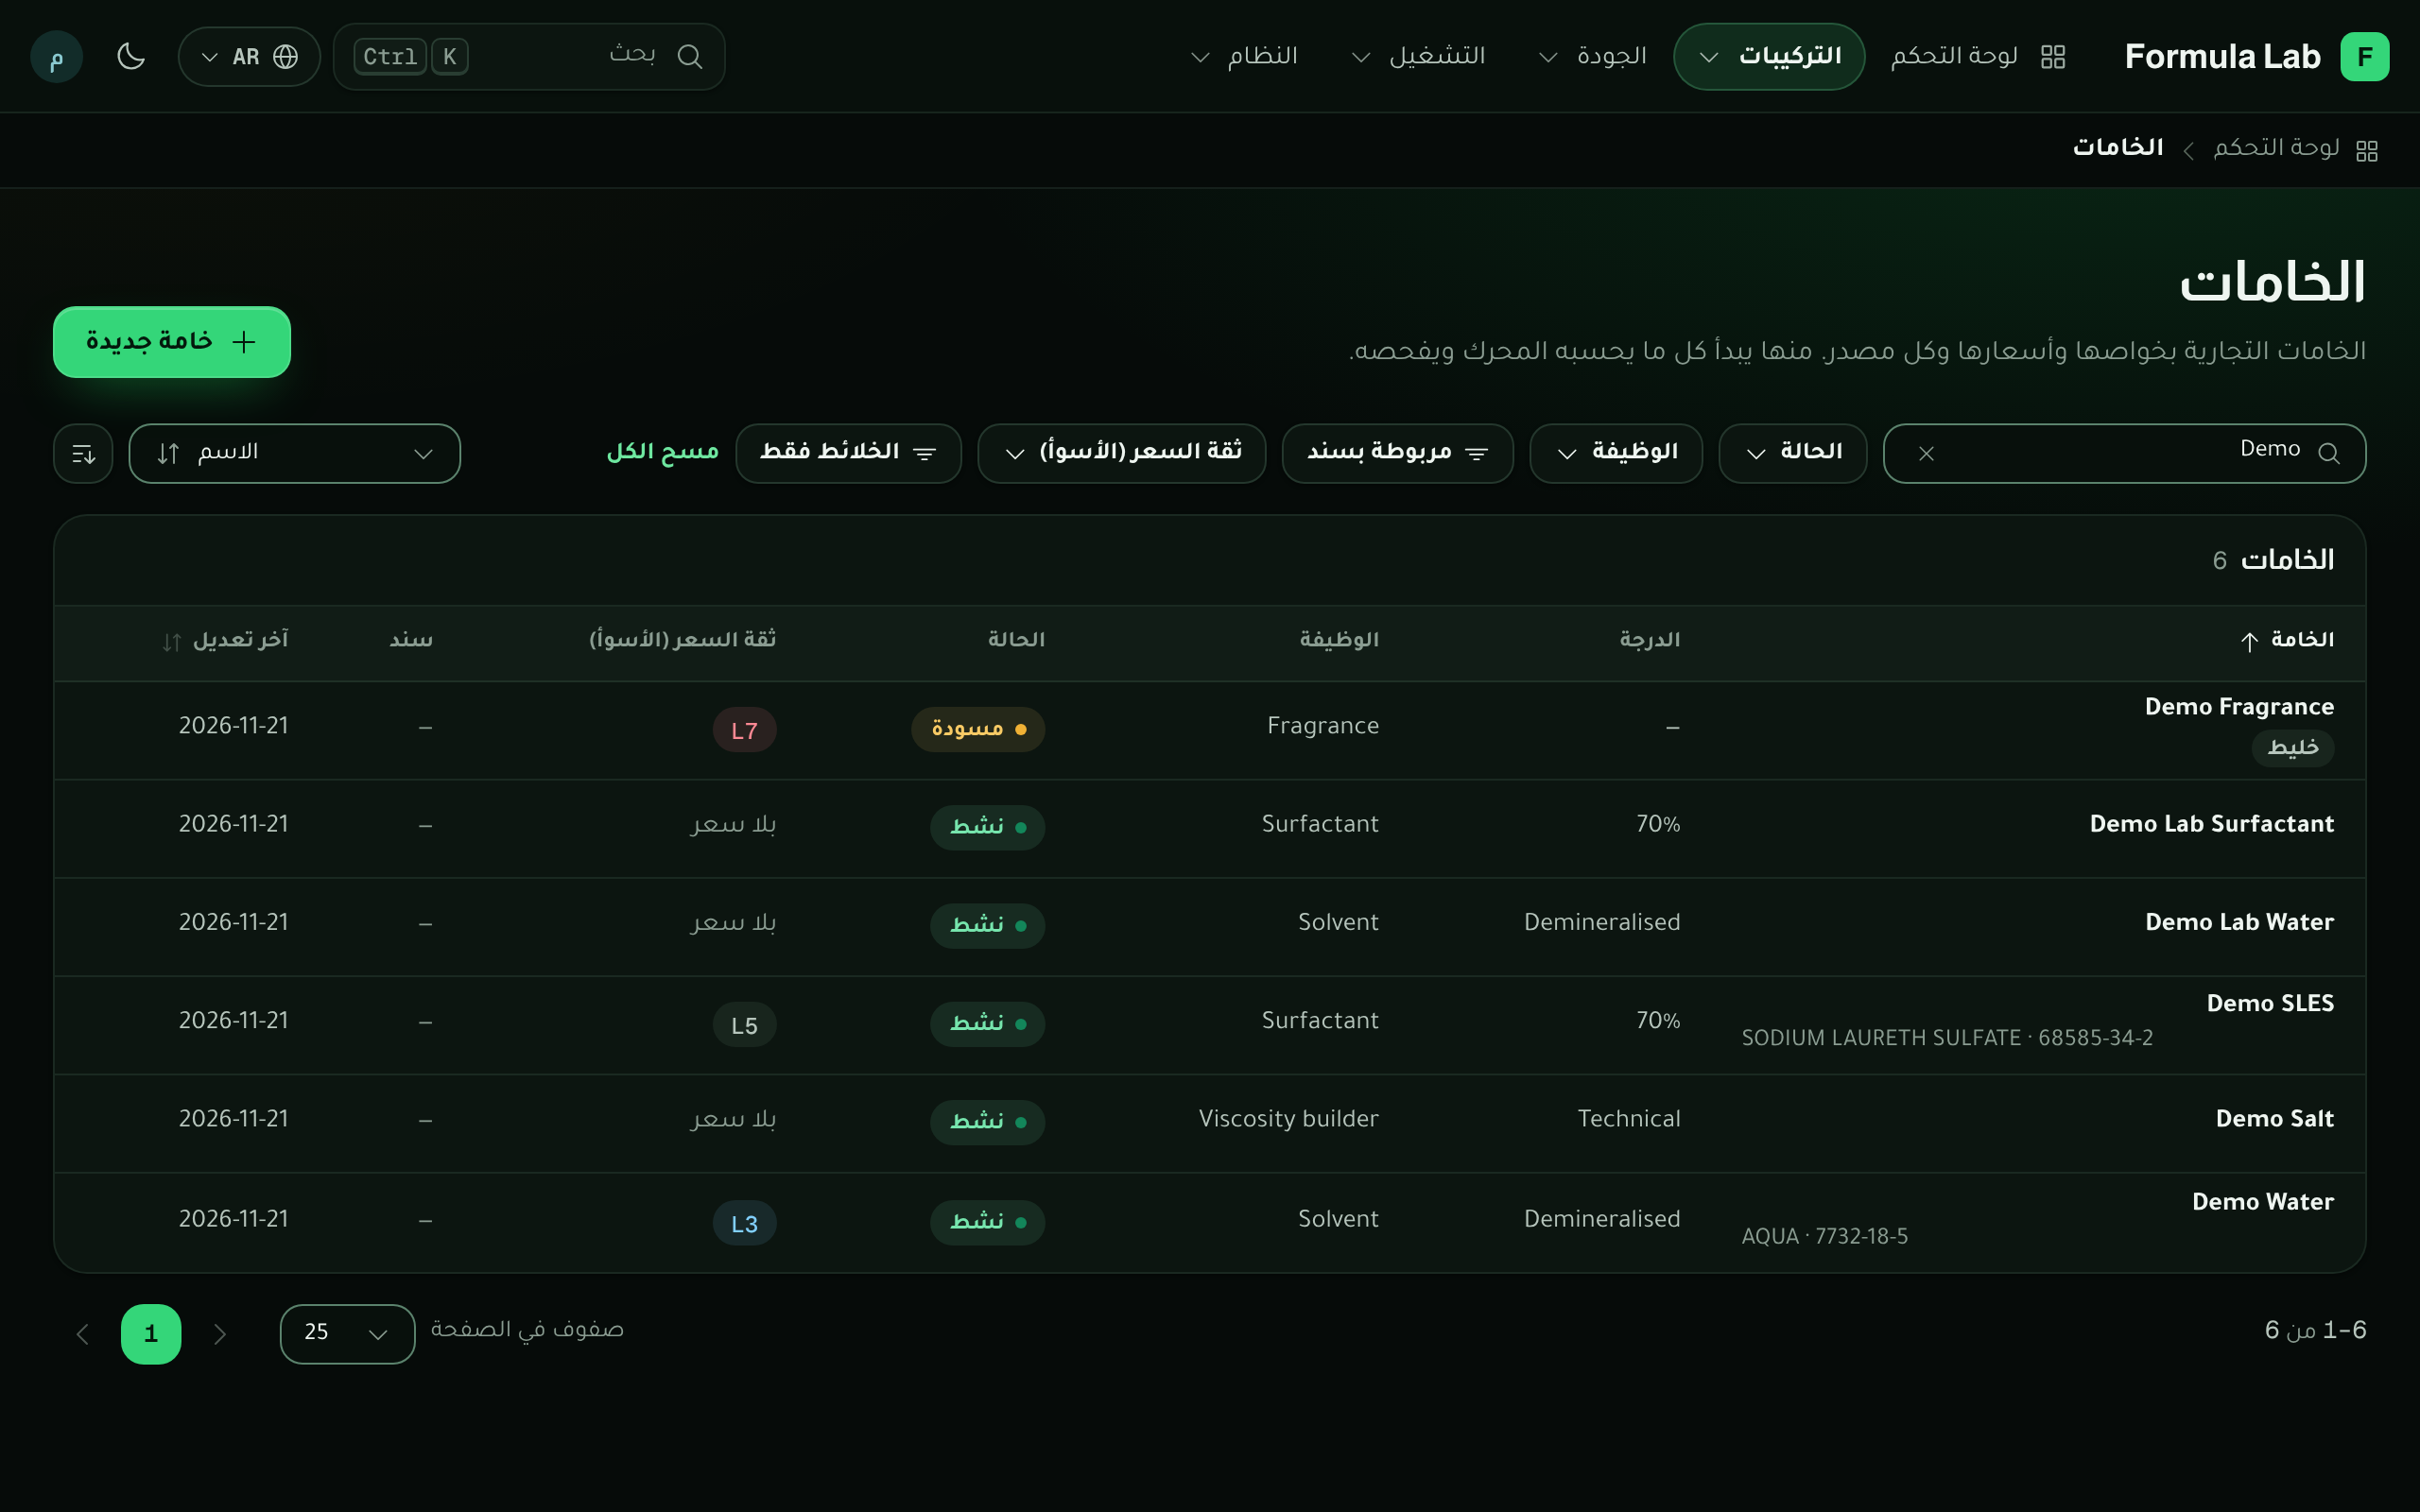 F Formula Lab لوحة التحكم التركيبات الجودة التشغيل النظام بحث Ctrl K AR م
لوحة التحكم الخامات
الخامات
الخامات التجارية بخواصها وأسعارها وكل مصدر. منها يبدأ كل ما يحسبه المحرك ويفحصه.
خامة جديدة
Demo الحالة الوظيفة مربوطة بسند ثقة السعر (الأسوأ) الخلائط فقط مسح الكل الاسم
الخامات 6
الخامة الدرجة الوظيفة الحالة ثقة السعر (الأسوأ) سند آخر تعديل
Demo Fragrance — Fragrance مسودة L7 — 2026-11-21
خليط
Demo Lab Surfactant 70% Surfactant نشط بلا سعر — 2026-11-21
Demo Lab Water Demineralised Solvent نشط بلا سعر — 2026-11-21
Demo SLES 70% Surfactant نشط L5 — 2026-11-21
SODIUM LAURETH SULFATE · 68585-34-2
Demo Salt Technical Viscosity builder نشط بلا سعر — 2026-11-21
Demo Water Demineralised Solvent نشط L3 — 2026-11-21
AQUA · 7732-18-5
1–6 من 6 صفوف في الصفحة 25 1